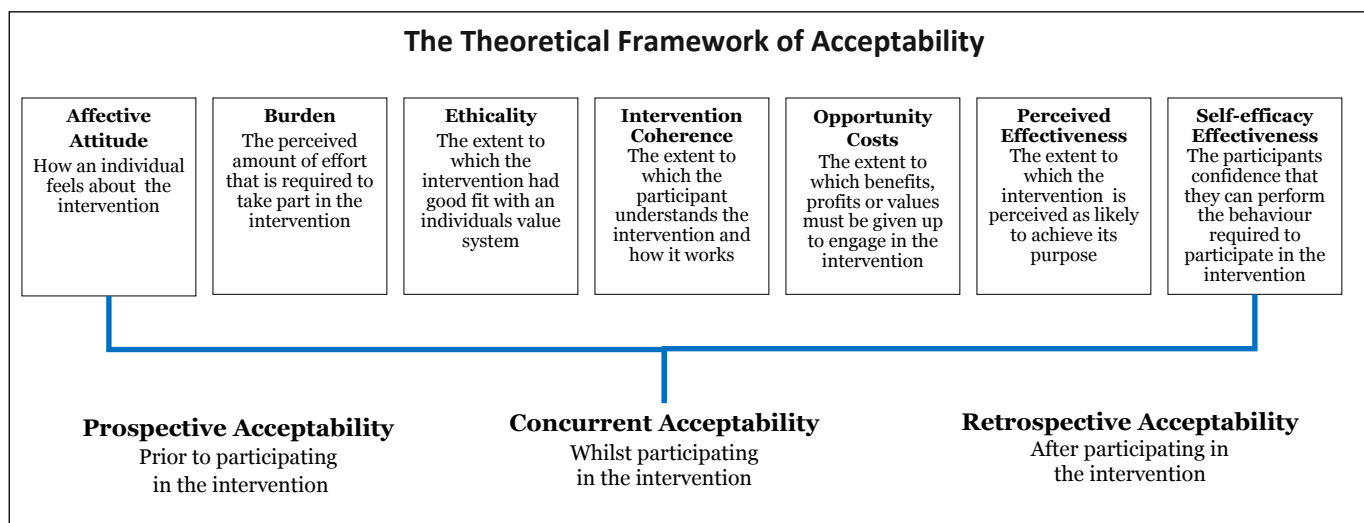 The Theoretical Framework of Acceptability
Affective
Attitude
How an individual
feels about the
intervention
Burden
The perceived
amount of effort
that is required to
take part in the
intervention
Ethicality
The extent to
which the
intervention had
good fit with an
individuals value
system
Intervention
Coherence
The extent to
which the
participant
understands the
intervention and
how it works
Opportunity
Costs
The extent to
which benefits,
profits or values
must be given up
to engage in the
intervention
Perceived
Effectiveness
The extent to
which the
intervention is
perceived as likely
to achieve its
purpose
Self-efficacy
Effectiveness
The participants
confidence that
they can perform
the behaviour
required to
participate in the
intervention
Prospective Acceptability
Prior to participating
in the intervention
Concurrent Acceptability
Whilst participating
in the intervention
Retrospective Acceptability
After participating in
the intervention